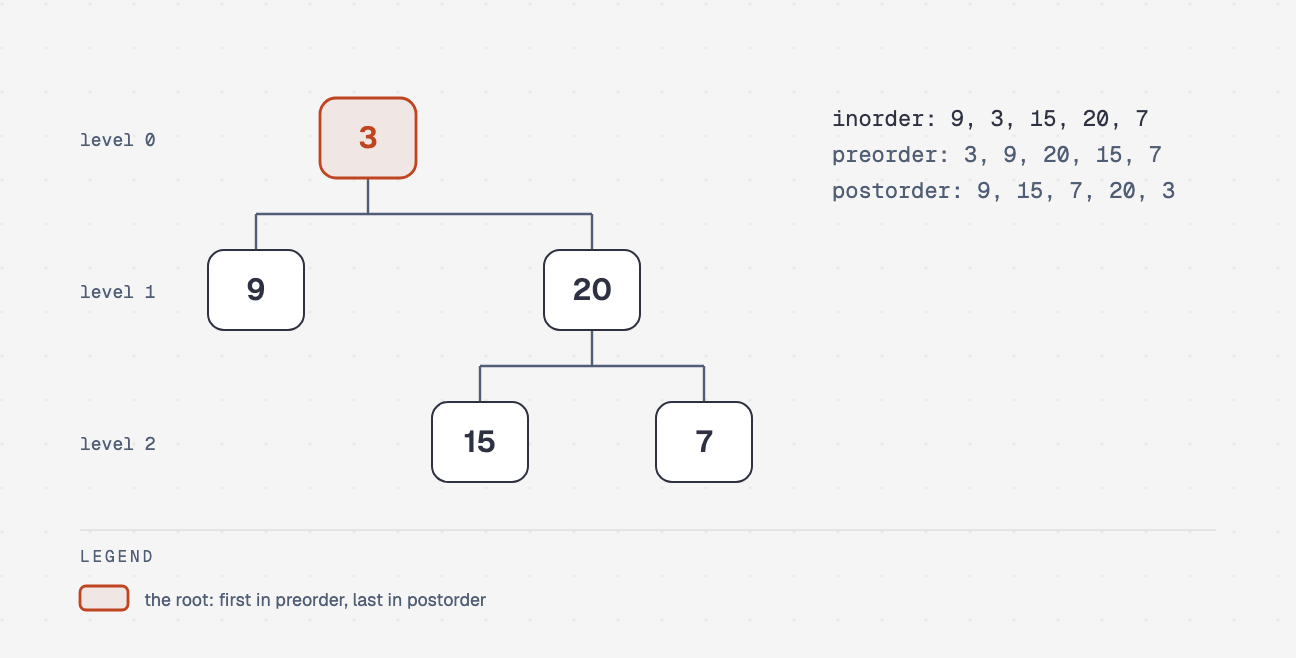 level 0
3
inorder: 9, 3, 15, 20, 7
preorder: 3, 9, 20, 15, 7
postorder: 9, 15, 7, 20, 3
level 1
9
20
level 2
15
7
LEGEND
the root: first in preorder, last in postorder